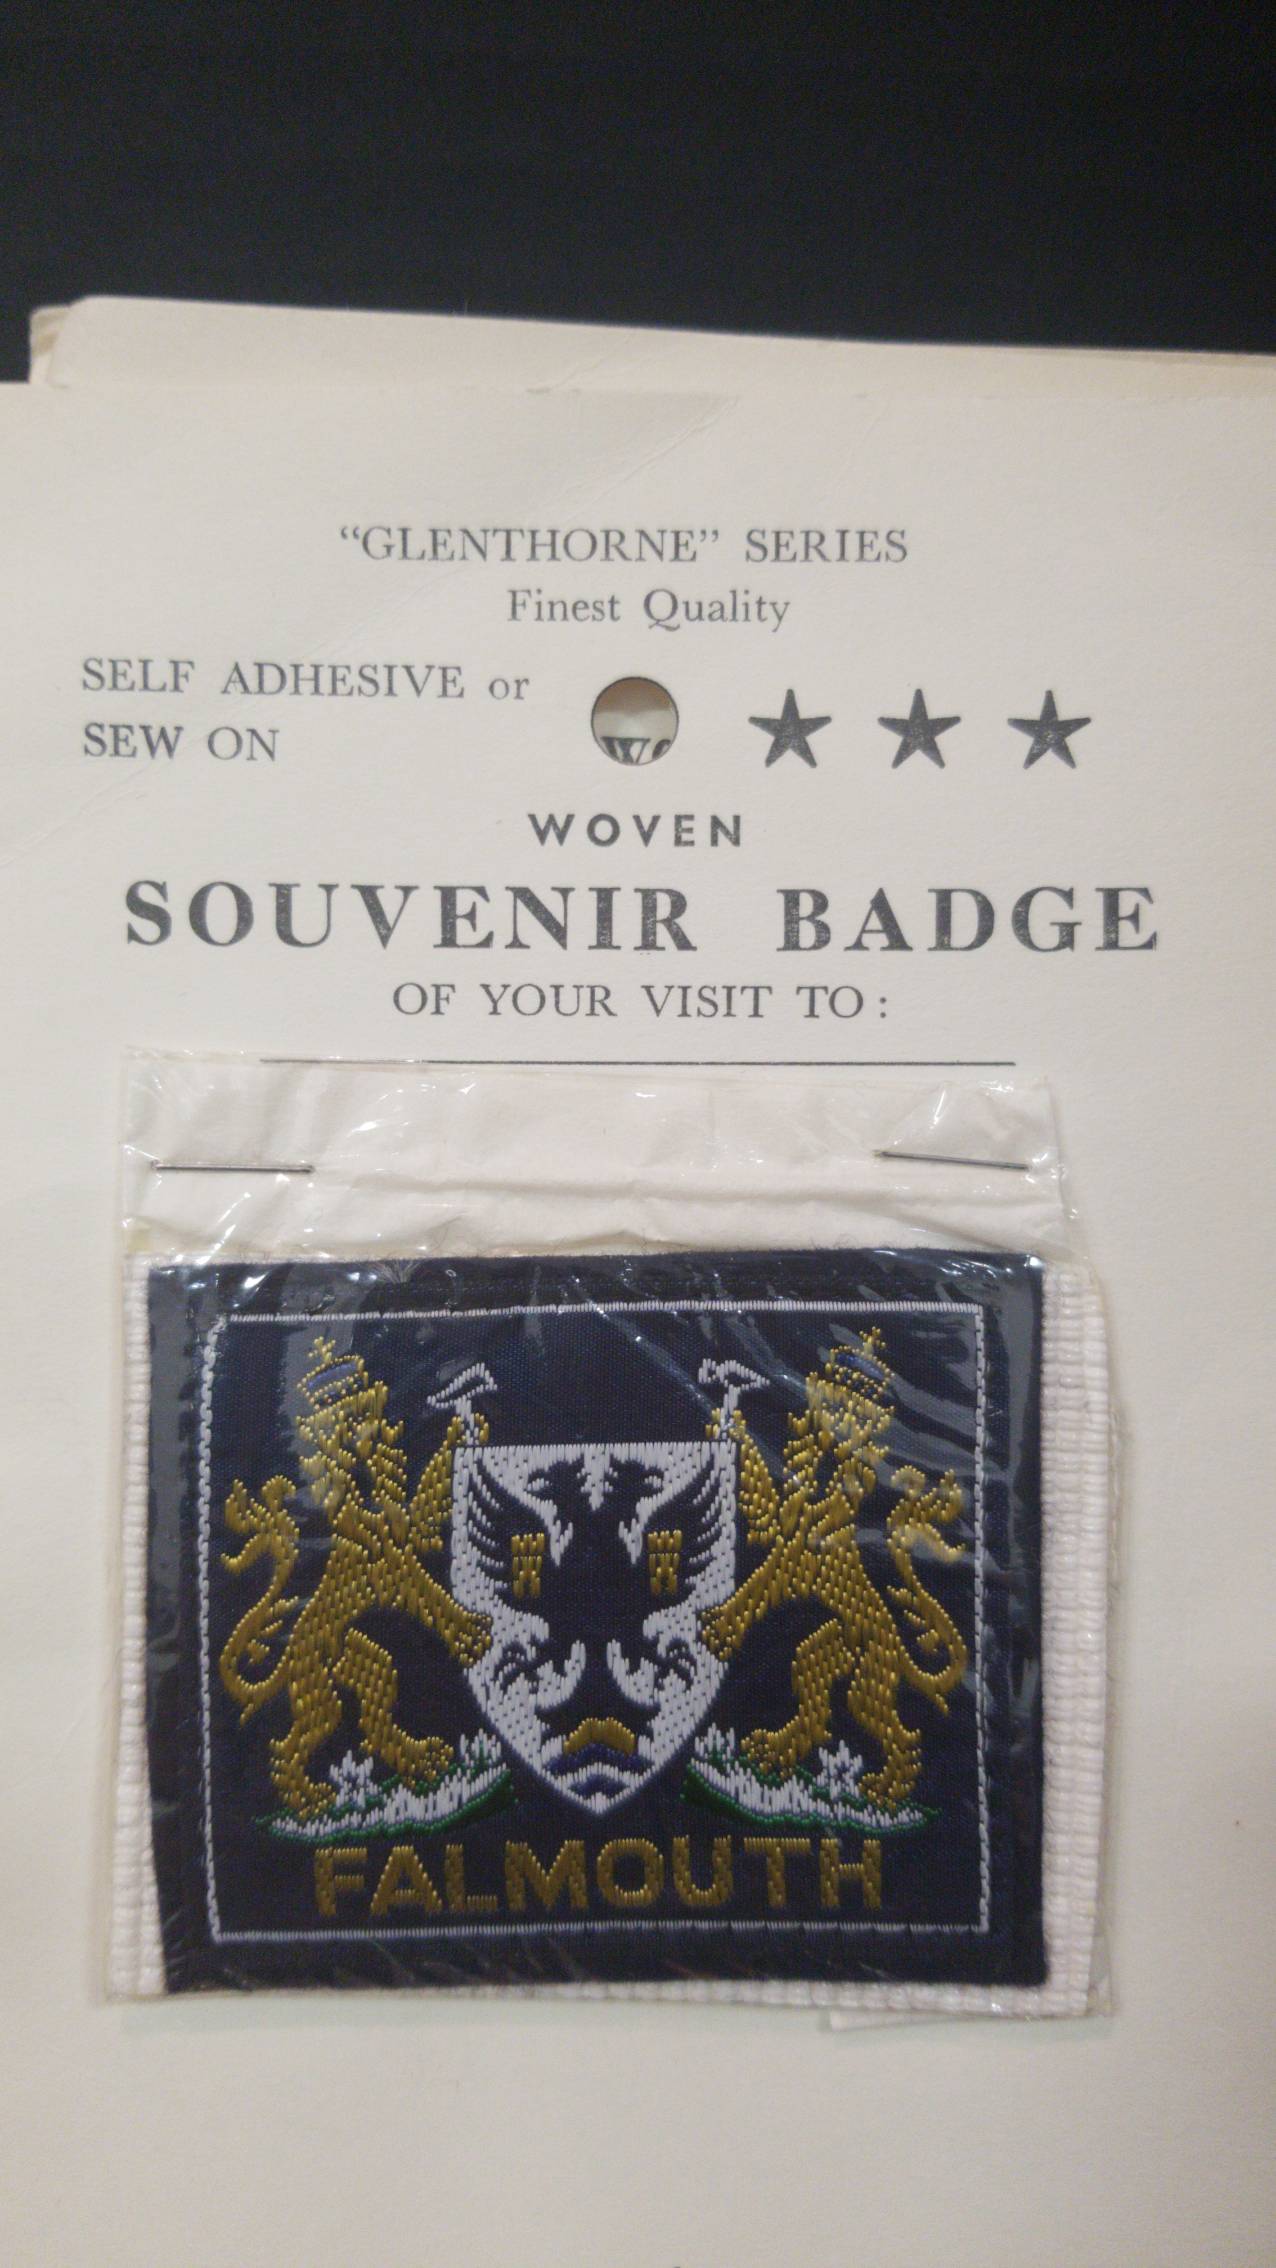 “GLENTHORNE” SERIES
Finest Quality
SELF ADHESIVE or
SEW ON
★ ★ ★
WOVEN
SOUVENIR BADGE
OF YOUR VISIT TO :
FALMOUTH